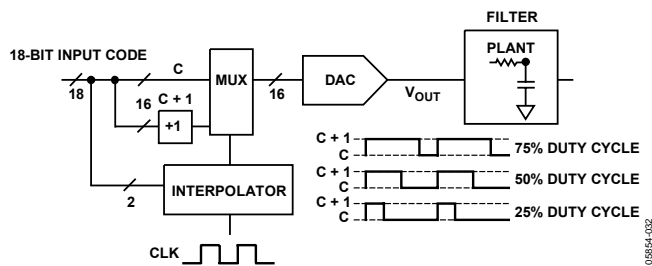 FILTER
18-BIT INPUT CODE
PLANT
C
MUX
DAC
18
16
16
C + 1
VOUT
+1
C + 1
C
75% DUTY CYCLE
C + 1
C
50% DUTY CYCLE
2
INTERPOLATOR
C + 1
C
25% DUTY CYCLE
CLK
05854-032